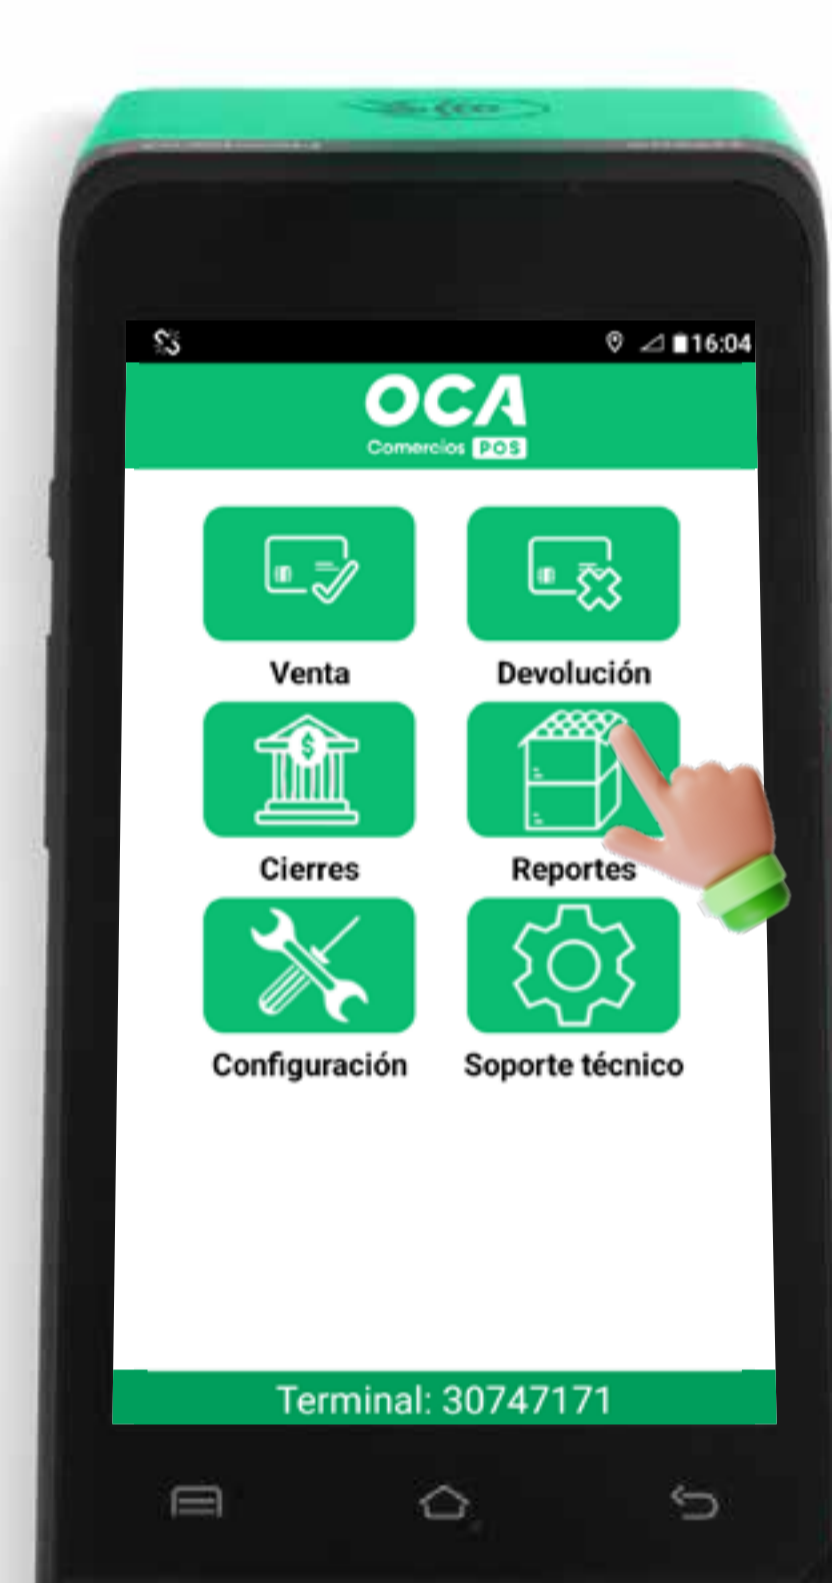 16:04
OCA
Comercios POS
Venta
Devolución
Cierres
Reportes
Configuración
Soporte técnico
Terminal: 30747171